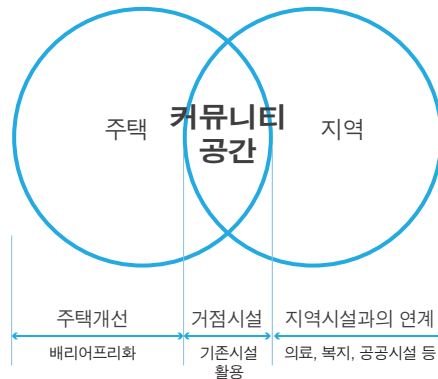 주택
커뮤니티
공간
지역
주택개선
거점시설
지역시설과의 연계
배리어프리화
기존시설
활용
의료, 복지, 공공시설 등